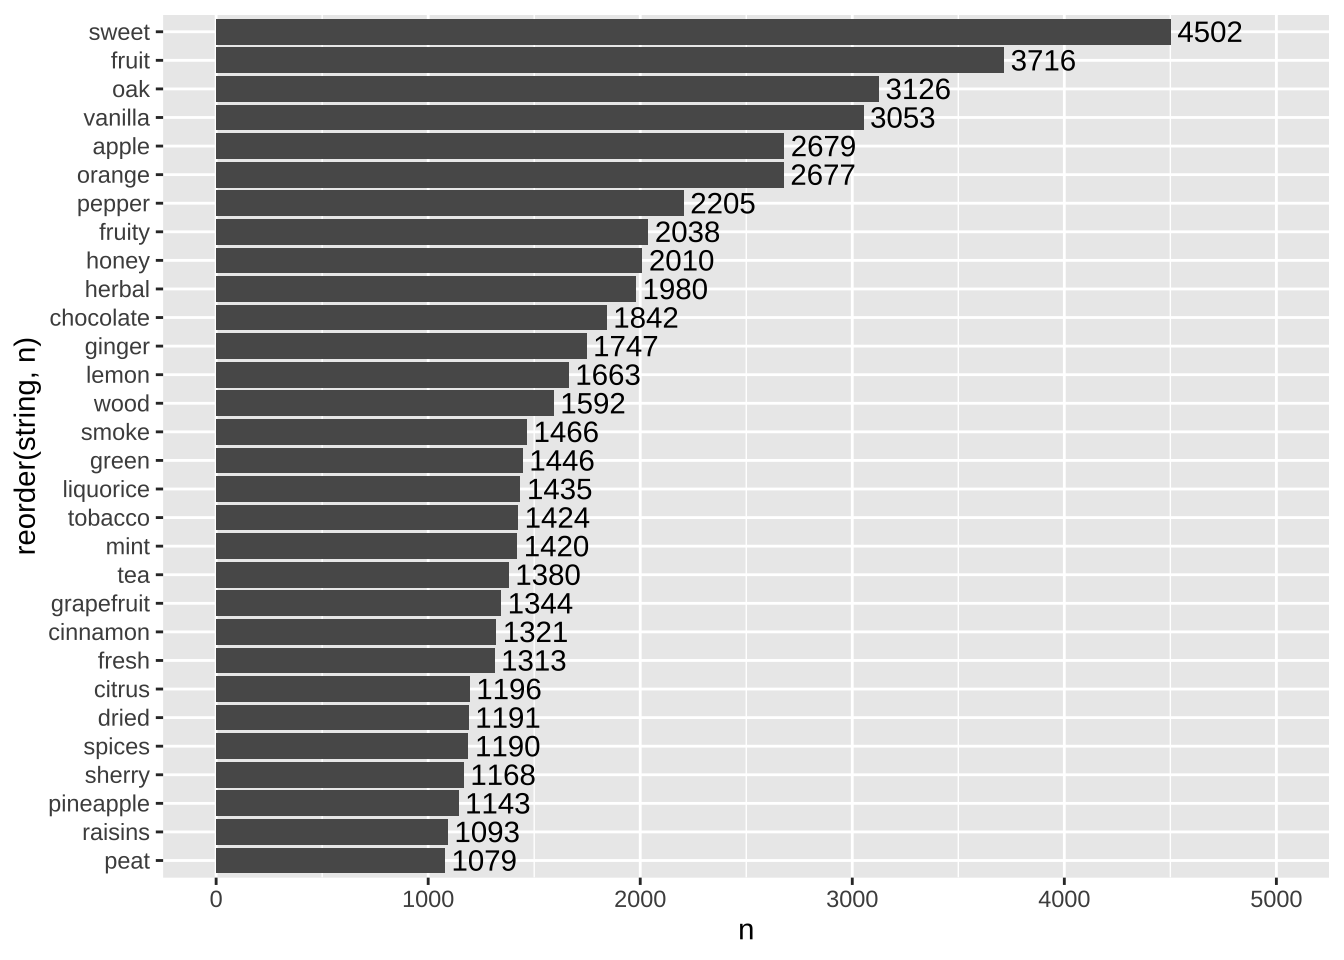 sweet 4502
fruit 3716
oak 3126
vanilla 3053
apple 2679
orange 2677
pepper 2205
fruity 2038
honey 2010
herbal 1980
chocolate 1842
ginger 1747
lemon 1663
wood 1592
smoke 1466
green 1446
liquorice 1435
tobacco 1424
mint 1420
tea 1380
grapefruit 1344
cinnamon 1321
fresh 1313
citrus 1196
dried 1191
spices 1190
sherry 1168
pineapple 1143
raisins 1093
peat 1079
reorder(string, n)
0 1000 2000 3000 4000 5000
n